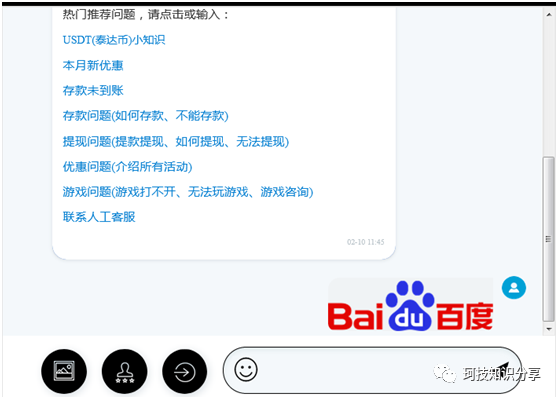 热门推荐问题，请点击或输入：
USDT(泰达币)小知识
本月新优惠
存款未到账
存款问题(如何存款、不能存款)
提现问题(提款提现、如何提现、无法提现)
优惠问题(介绍所有活动)
游戏问题(游戏打不开、无法玩游戏、游戏咨询)
联系人工客服
02-10 11:45
Bai du 百度
珂技知识分享